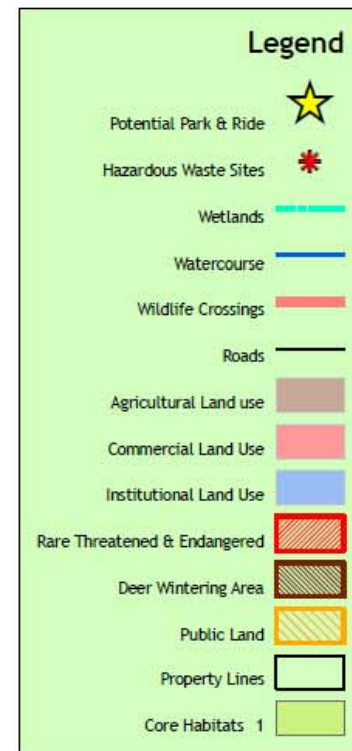 Legend
Potential Park & Ride
Hazardous Waste Sites
Wetlands
Watercourse
Wildlife Crossings
Roads
Agricultural Land use
Commercial Land Use
Institutional Land Use
Rare Threatened & Endangered
Deer Wintering Area
Public Land
Property Lines
Core Habitats 1